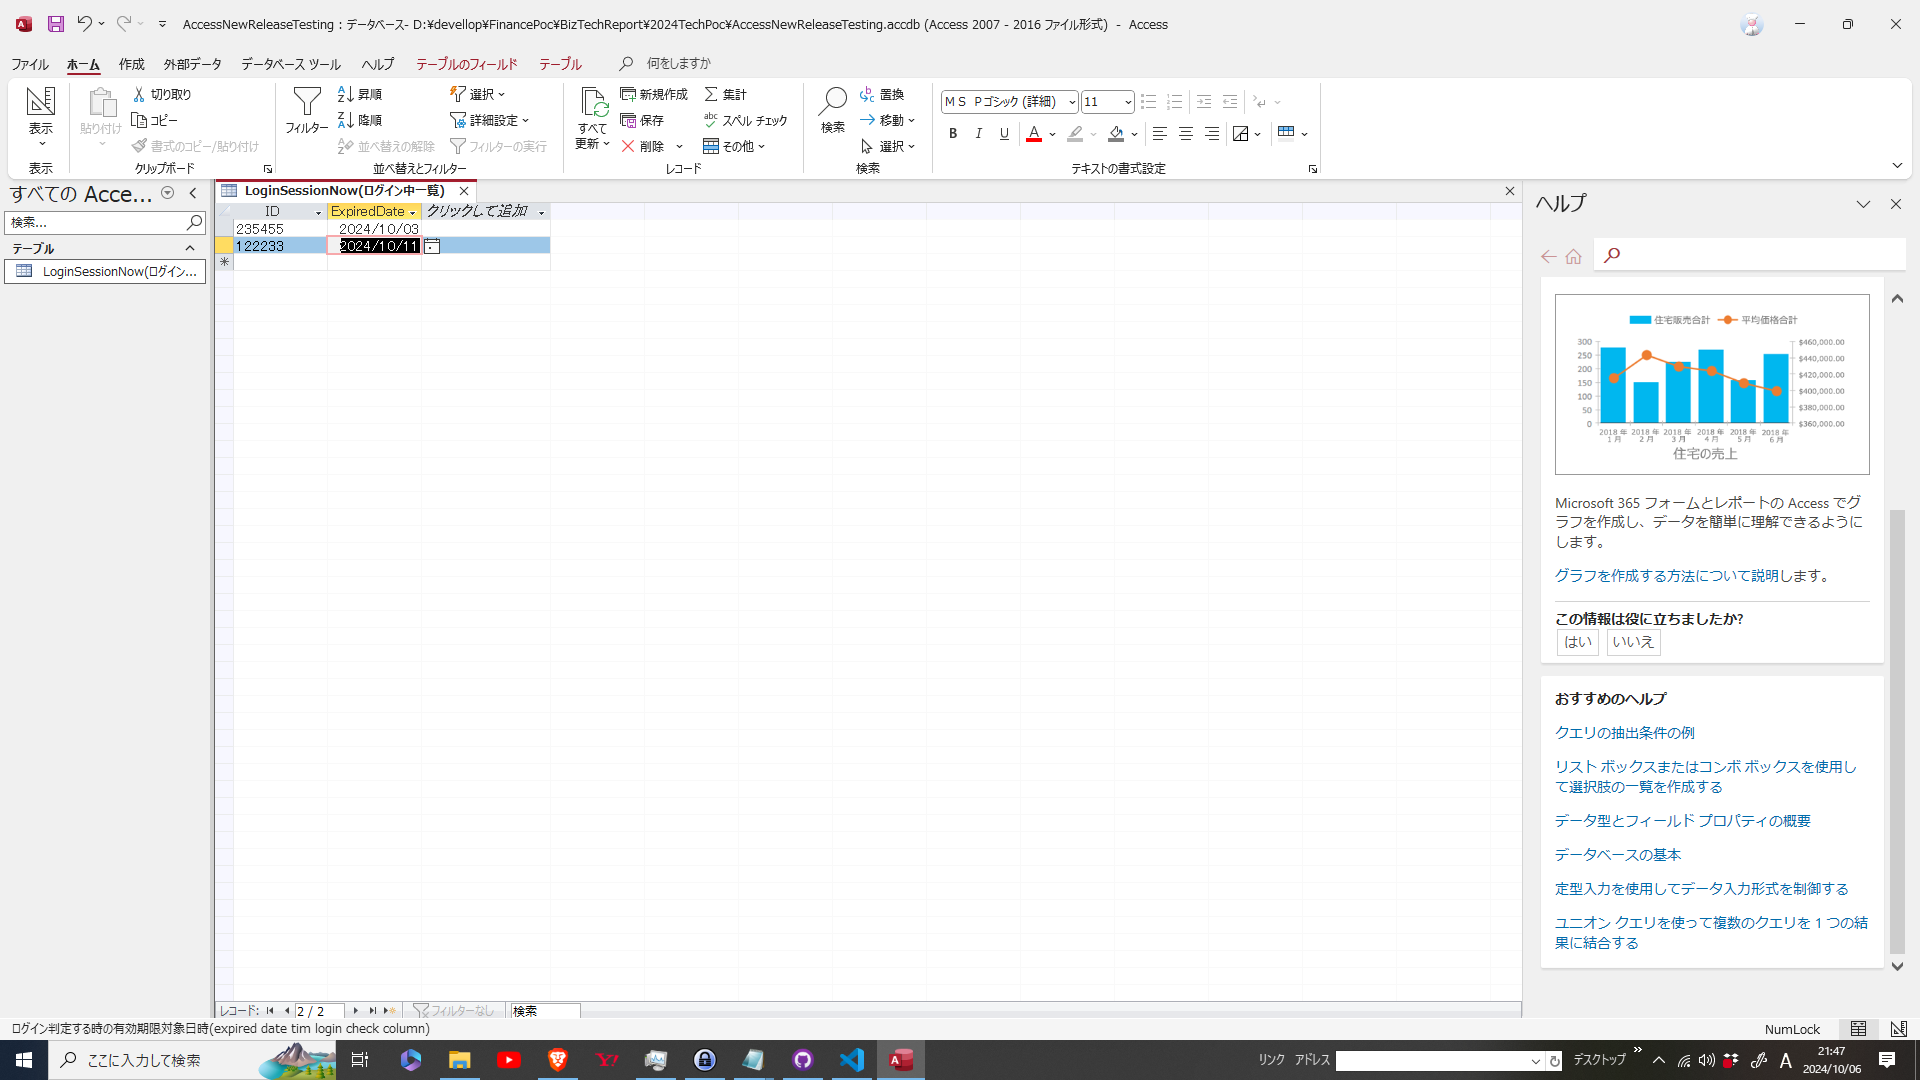 AccessNewReleaseTesting : データベース- D:¥devellop¥FinancePoc¥BizTechReport¥2024TechPoc¥AccessNewReleaseTesting.accdb (Access 2007 - 2016 ファイル形式) - Access
ファイル ホーム 作成 外部データ データベース ツール ヘルプ テーブルのフィールド テーブル 何をしますか
表示
表示
貼り付け
切り取り
コピー
書式のコピー/貼り付け
クリップボード
フィルター
昇順
降順
並べ替えの解除
選択
詳細設定
フィルターの実行
並べ替えとフィルター
すべて
更新
新規作成
保存
削除
集計
スペル チェック
その他
レコード
検索
置換
移動
選択
検索
ＭＳ Ｐゴシック (詳細) 11
B I U
テキストの書式設定
すべての Acce...
検索...
テーブル
LoginSessionNow(ログイン...
LoginSessionNow(ログイン中一覧)
ID ExpiredDate クリックして追加
235455 2024/10/03
122233 2024/10/11
レコード: 2 / 2 フィルターなし 検索
ヘルプ
住宅販売合計 平均価格合計
300 $460,000.00
250 $440,000.00
200 $420,000.00
150 $400,000.00
100 $380,000.00
50 $360,000.00
0
2018 年 2018 年 2018 年 2018 年 2018 年 2018 年
1 月 2 月 3 月 4 月 5 月 6 月
住宅の売上
Microsoft 365 フォームとレポートの Access でグ
ラフを作成し、データを簡単に理解できるように
します。
グラフを作成する方法について説明します。
この情報は役に立ちましたか?
はい いいえ
おすすめのヘルプ
クエリの抽出条件の例
リスト ボックスまたはコンボ ボックスを使用し
て選択肢の一覧を作成する
データ型とフィールド プロパティの概要
データベースの基本
定型入力を使用してデータ入力形式を制御する
ユニオン クエリを使って複数のクエリを 1 つの結
果に結合する
ログイン判定する時の有効期限対象日時(expired date tim login check column)
NumLock
ここに入力して検索
リンク アドレス デスクトップ
A
21:47
2024/10/06